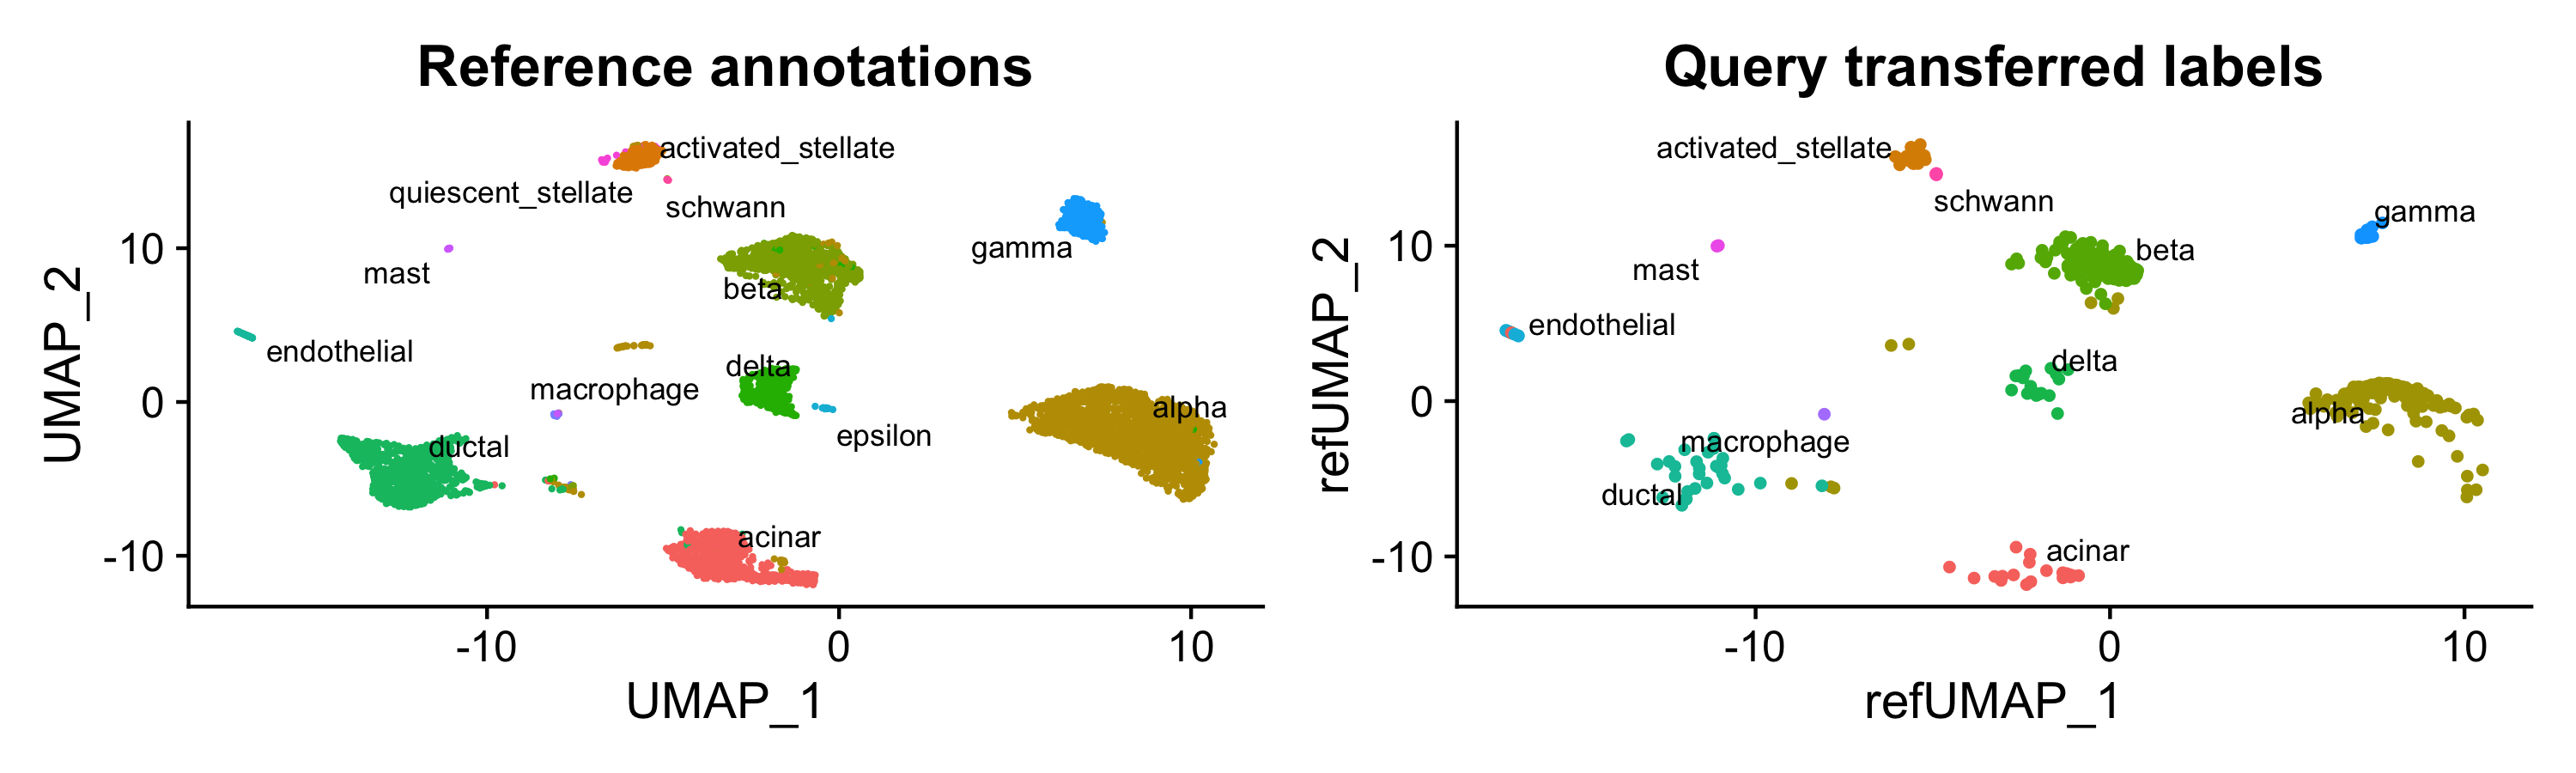 Reference annotations
activated_stellate
quiescent_stellate
schwann
gamma
mast
beta
endothelial
delta
macrophage
alpha
epsilon
ductal
acinar
10
0
-10
UMAP_2
-10
0
10
UMAP_1
Query transferred labels
activated_stellate
schwann
gamma
beta
mast
endothelial
delta
alpha
macrophage
ductal
acinar
10
0
-10
refUMAP_2
-10
0
10
refUMAP_1